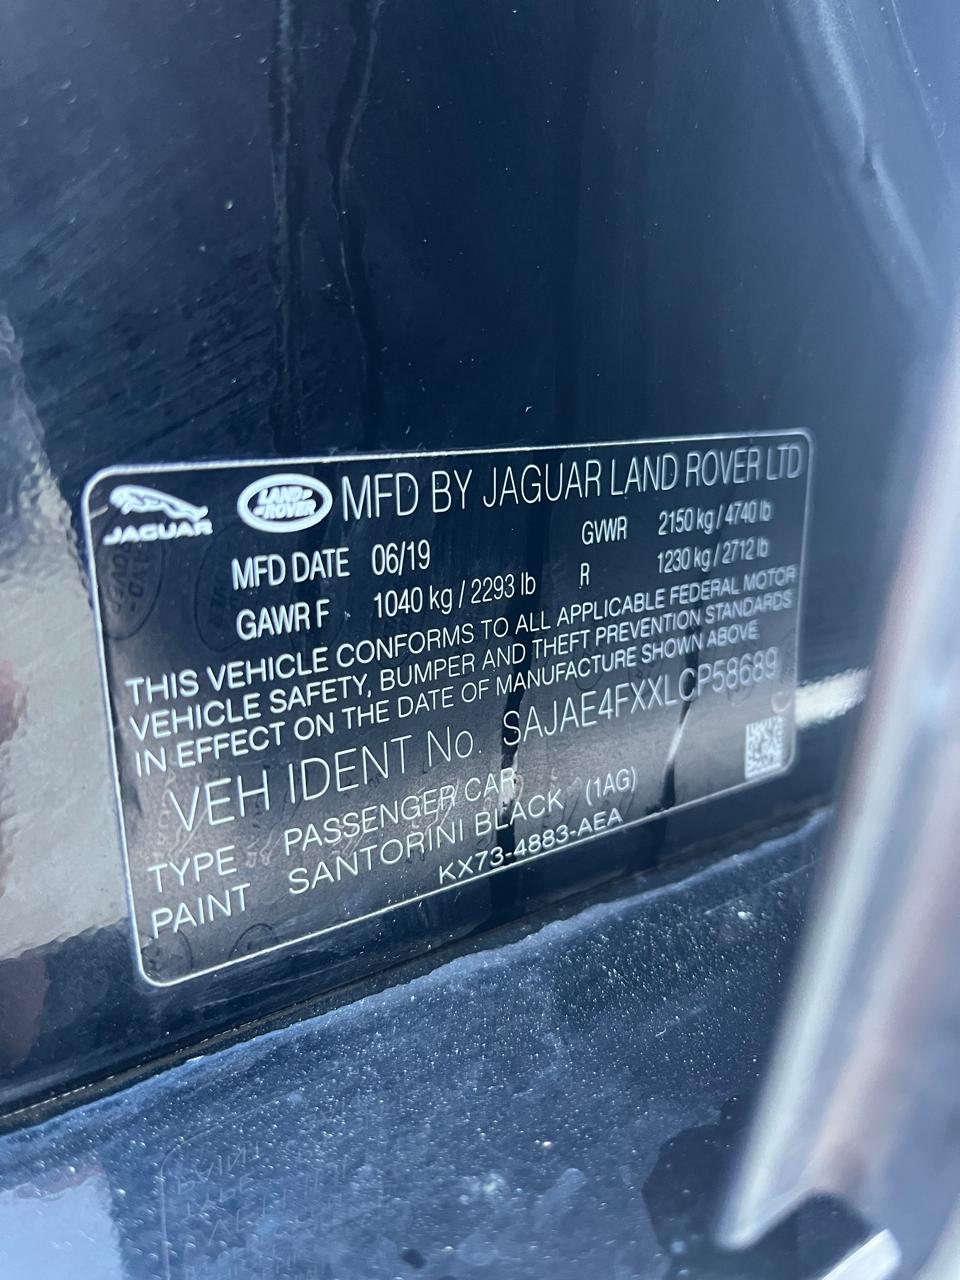 JAGUAR
LAND-
ROVER
MFD BY JAGUAR LAND ROVER LTD
MFD DATE 06/19 GVWR 2150 kg / 4740 lb
GAWR F 1040 kg / 2293 lb R 1230 kg / 2712 lb
THIS VEHICLE CONFORMS TO ALL APPLICABLE FEDERAL MOTOR
VEHICLE SAFETY, BUMPER AND THEFT PREVENTION STANDARDS
IN EFFECT ON THE DATE OF MANUFACTURE SHOWN ABOVE
VEH IDENT No. SAJAE4FXXLCP58689
TYPE PASSENGER CAR
PAINT SANTORINI BLACK (1AG)
KX73-4883-AEA